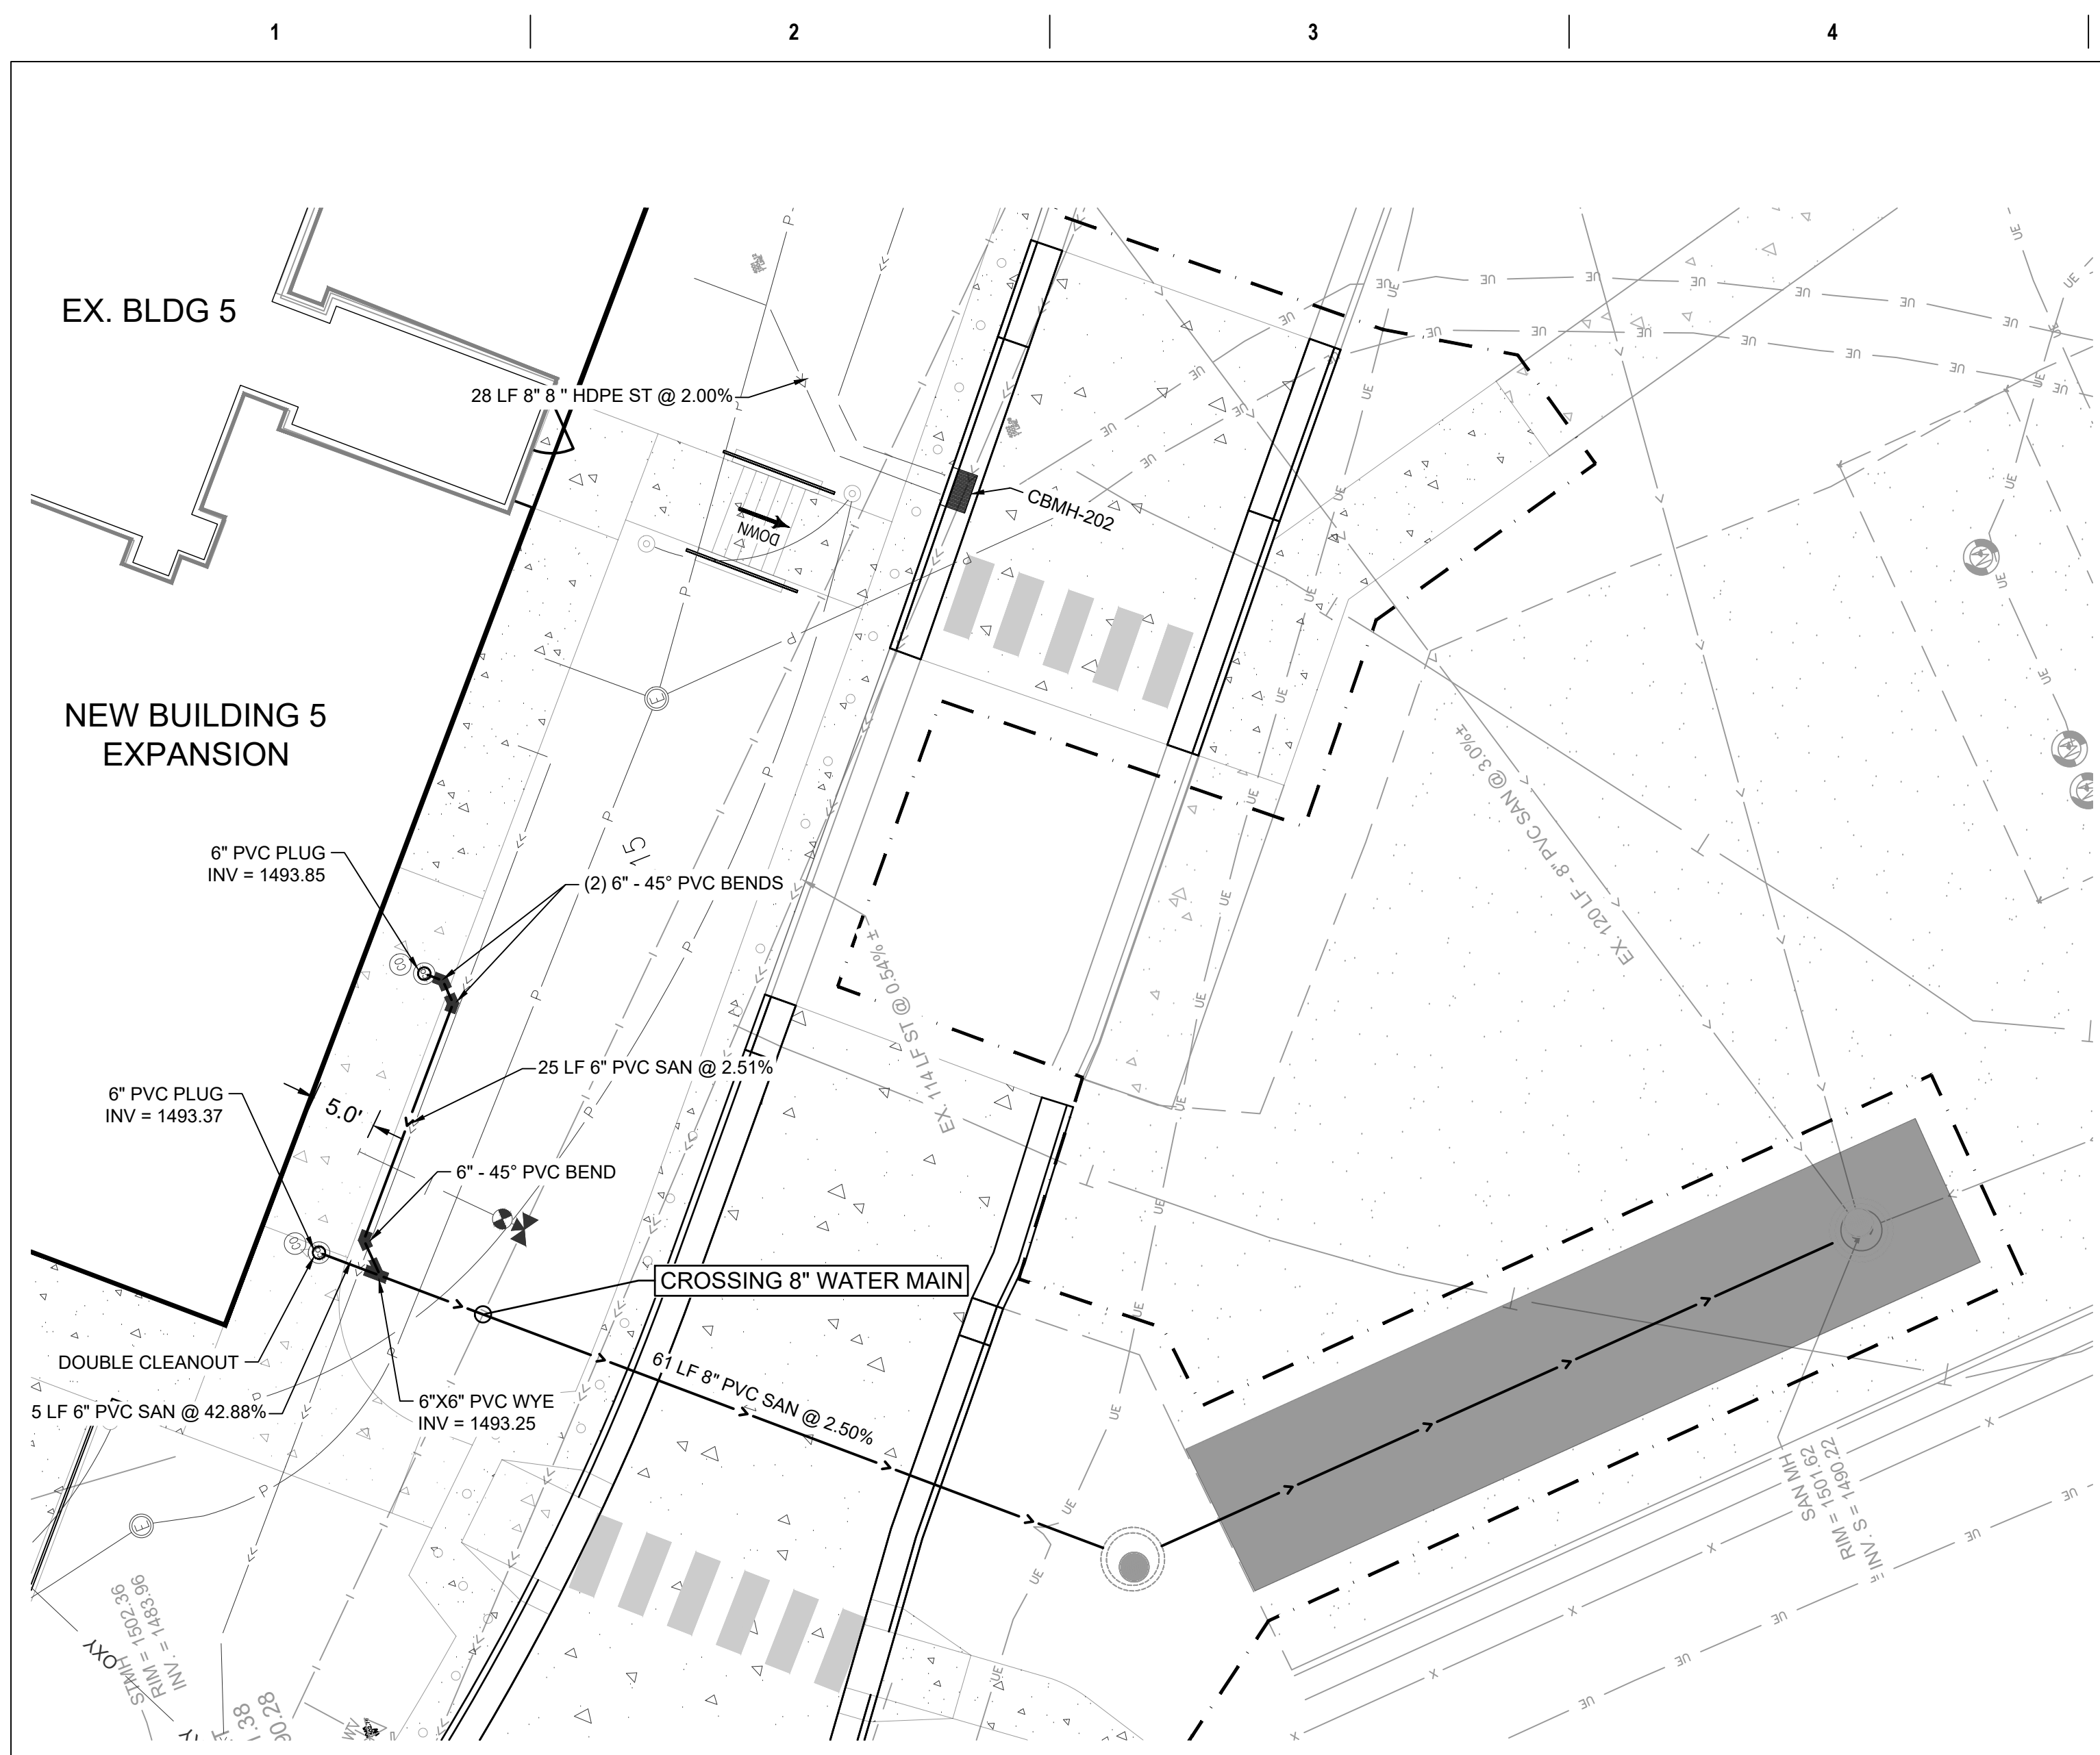 1
2
3
4
EX. BLDG 5
28 LF 8" 8 " HDPE ST @ 2.00%
DOWN
CBMH-202
NEW BUILDING 5
EXPANSION
15
6" PVC PLUG
INV = 1493.85
(2) 6" - 45° PVC BENDS
EX. 114 LF ST @ 0.54% ±
EX. 120 LF - 8" PVC SAN @ 3.0%±
25 LF 6" PVC SAN @ 2.51%
6" PVC PLUG
INV = 1493.37
5.0'
6" - 45° PVC BEND
CROSSING 8" WATER MAIN
DOUBLE CLEANOUT
5 LF 6" PVC SAN @ 42.88%
6"X6" PVC WYE
INV = 1493.25
61 LF 8" PVC SAN @ 2.50%
SAN MH
RIM = 1501.62
INV. S = 1490.22
STMH
RIM = 1502.36
INV. = 1483.96
OXY
CO
CO
E
E
P
UE